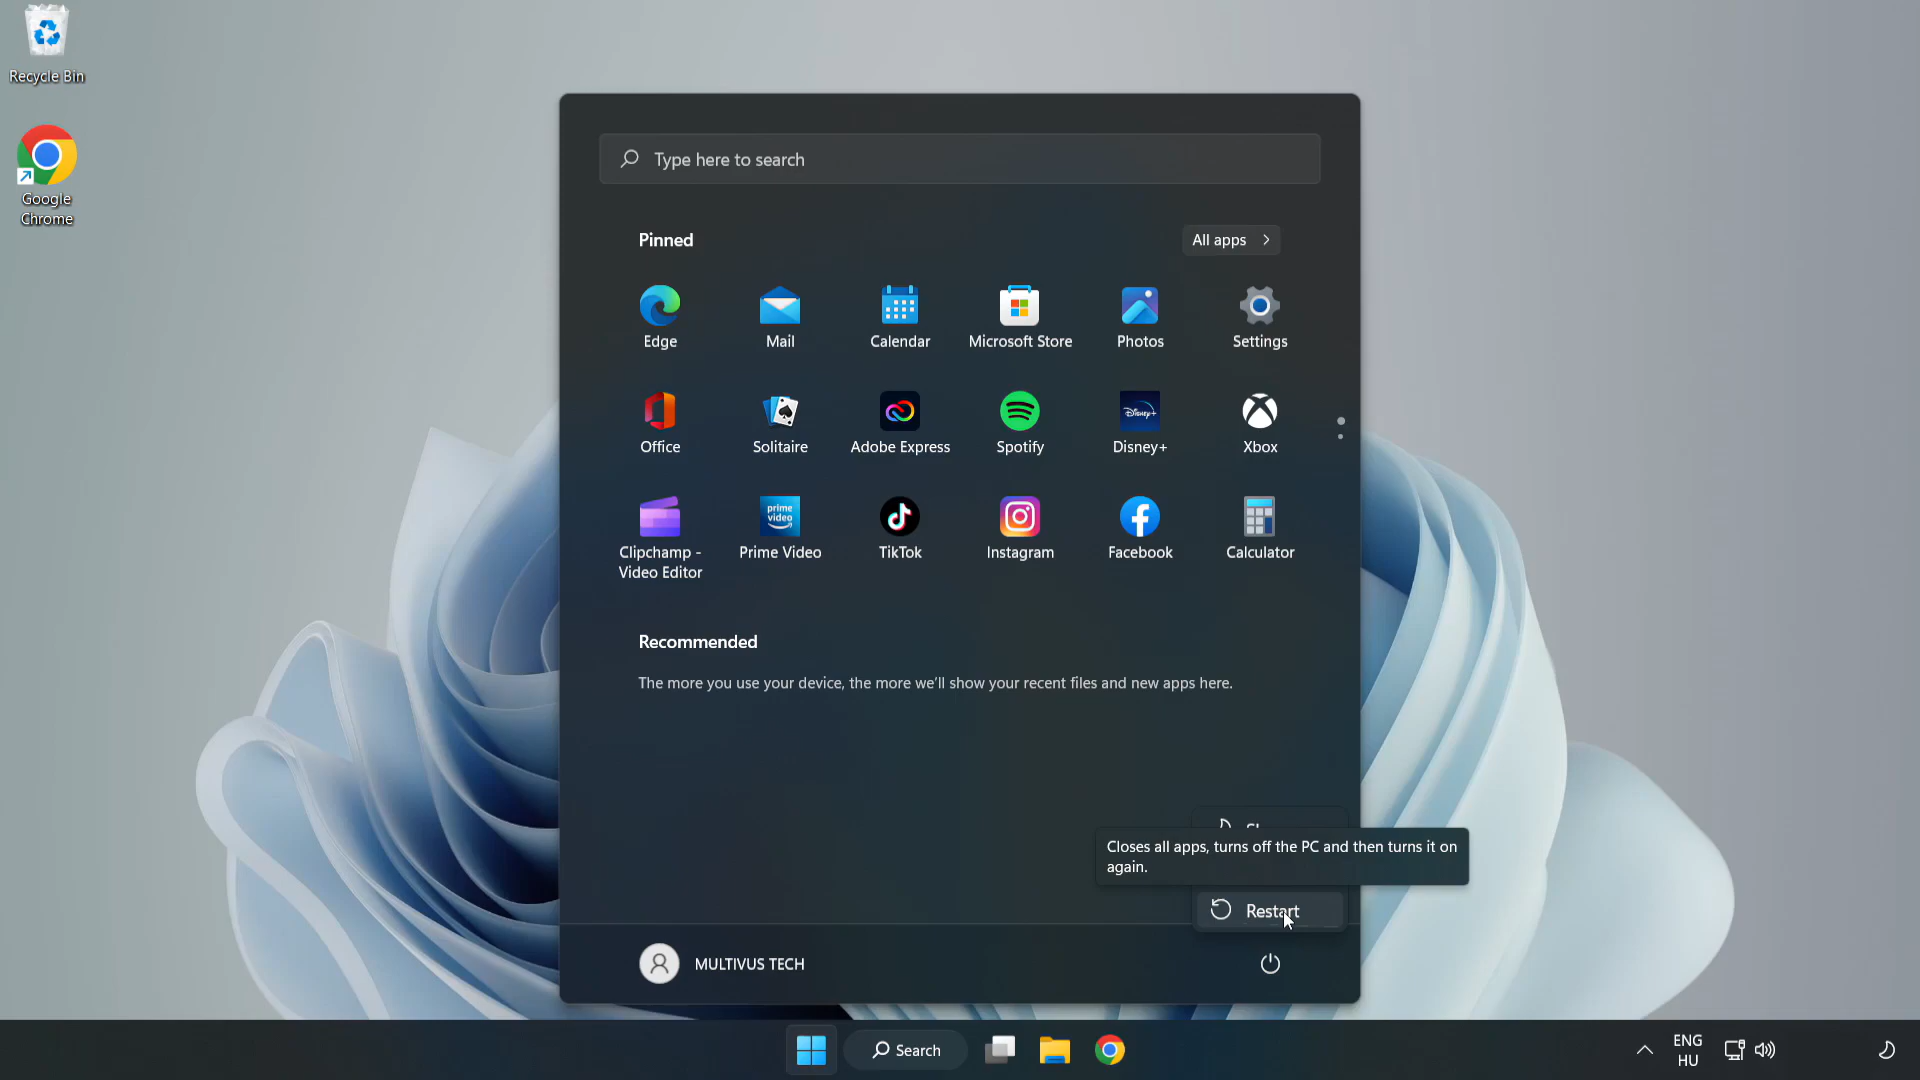 Recycle Bin
Google
Chrome
Type here to search
Pinned
All apps
Edge
Mail
Calendar
Microsoft Store
Photos
Settings
Office
Solitaire
Adobe Express
Spotify
Disney+
Disney+
Xbox
prime
video
Clipchamp -
Video Editor
Prime Video
TikTok
Instagram
Facebook
Calculator
Recommended
The more you use your device, the more we'll show your recent files and new apps here.
Closes all apps, turns off the PC and then turns it on
again.
Restart
MULTIVUS TECH
Search
ENG
HU